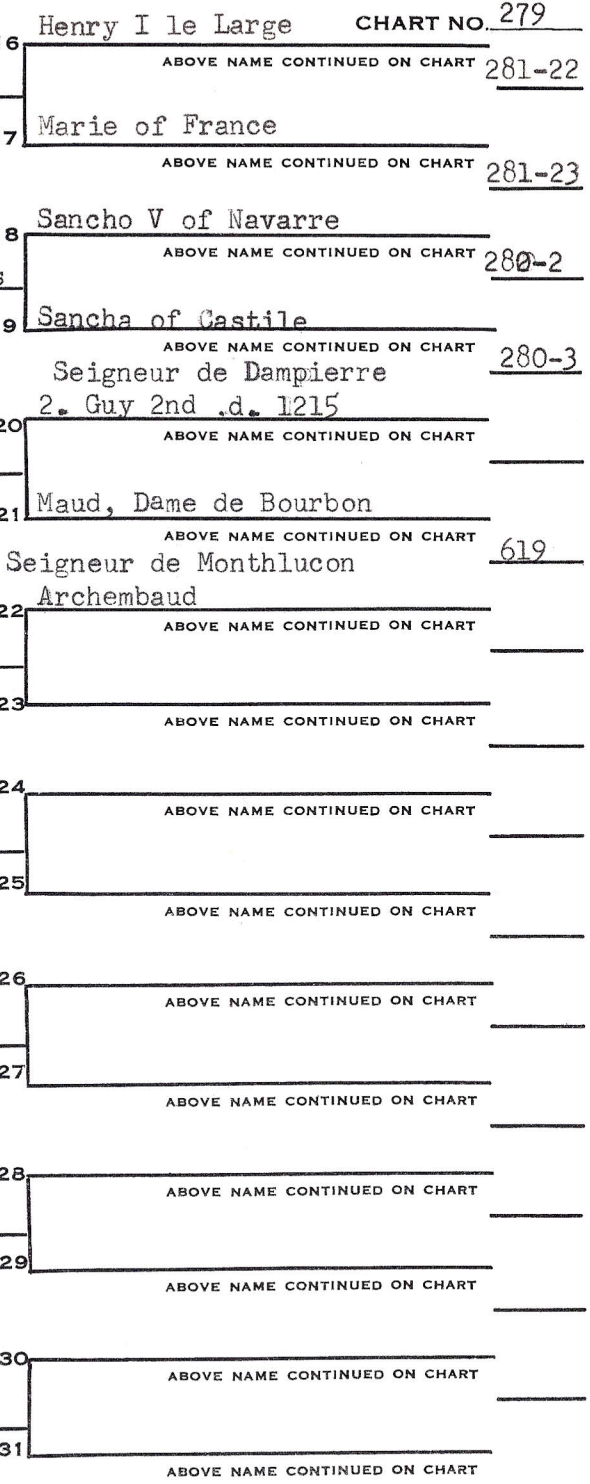 Henry I le Large CHART NO. 279
6
ABOVE NAME CONTINUED ON CHART 281-22
Marie of France
7
ABOVE NAME CONTINUED ON CHART 281-23
Sancho V of Navarre
8
ABOVE NAME CONTINUED ON CHART 280-2
Sancha of Castile
9
ABOVE NAME CONTINUED ON CHART 280-3
Seigneur de Dampierre
2. Guy 2nd .d. 1215
20
ABOVE NAME CONTINUED ON CHART
Maud, Dame de Bourbon
21
ABOVE NAME CONTINUED ON CHART 619
Seigneur de Monthlucon
Archembaud
22
ABOVE NAME CONTINUED ON CHART
23
ABOVE NAME CONTINUED ON CHART
24
ABOVE NAME CONTINUED ON CHART
25
ABOVE NAME CONTINUED ON CHART
26
ABOVE NAME CONTINUED ON CHART
27
ABOVE NAME CONTINUED ON CHART
28
ABOVE NAME CONTINUED ON CHART
29
ABOVE NAME CONTINUED ON CHART
30
ABOVE NAME CONTINUED ON CHART
31
ABOVE NAME CONTINUED ON CHART